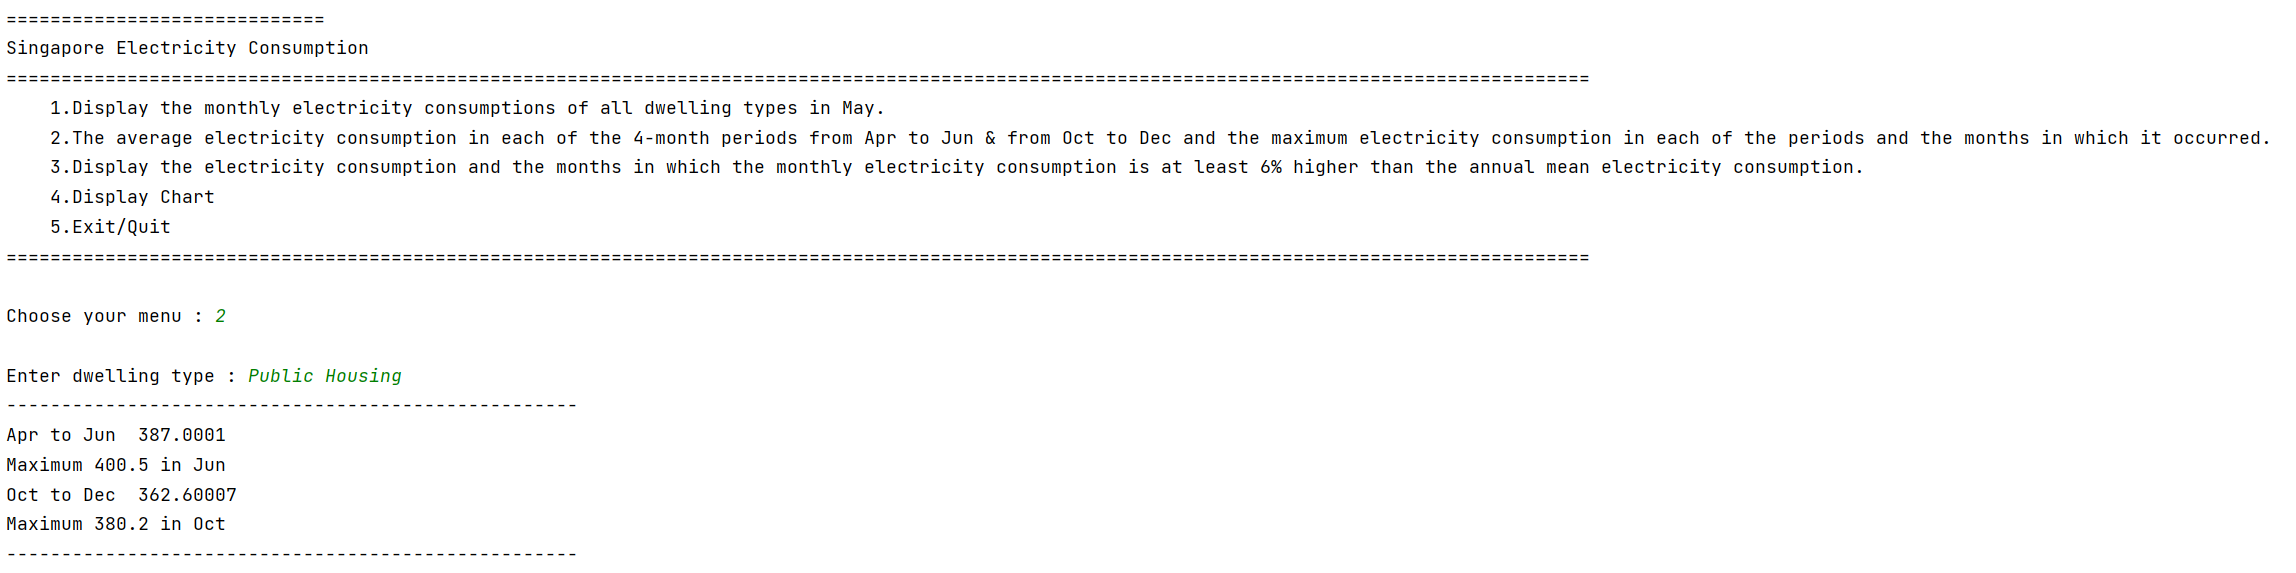 =============================
Singapore Electricity Consumption
================================================================================================================================================
    1.Display the monthly electricity consumptions of all dwelling types in May.
    2.The average electricity consumption in each of the 4-month periods from Apr to Jun & from Oct to Dec and the maximum electricity consumption in each of the periods and the months in which it occurred.
    3.Display the electricity consumption and the months in which the monthly electricity consumption is at least 6% higher than the annual mean electricity consumption.
    4.Display Chart
    5.Exit/Quit
================================================================================================================================================
Choose your menu : 2
Enter dwelling type : Public Housing
----------------------------------------------------
Apr to Jun  387.0001
Maximum 400.5 in Jun
Oct to Dec  362.60007
Maximum 380.2 in Oct
----------------------------------------------------